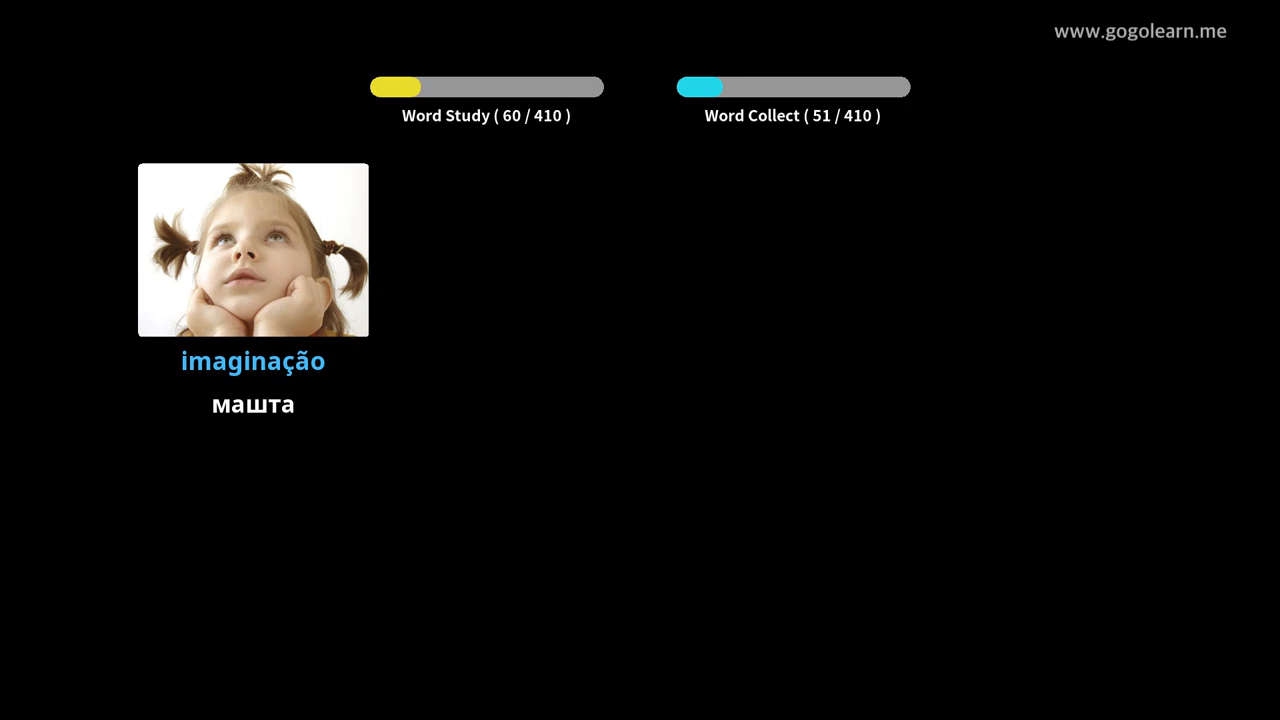 www.gogolearn.me
Word Study ( 60 / 410 )
Word Collect ( 51 / 410 )
imaginação
машта